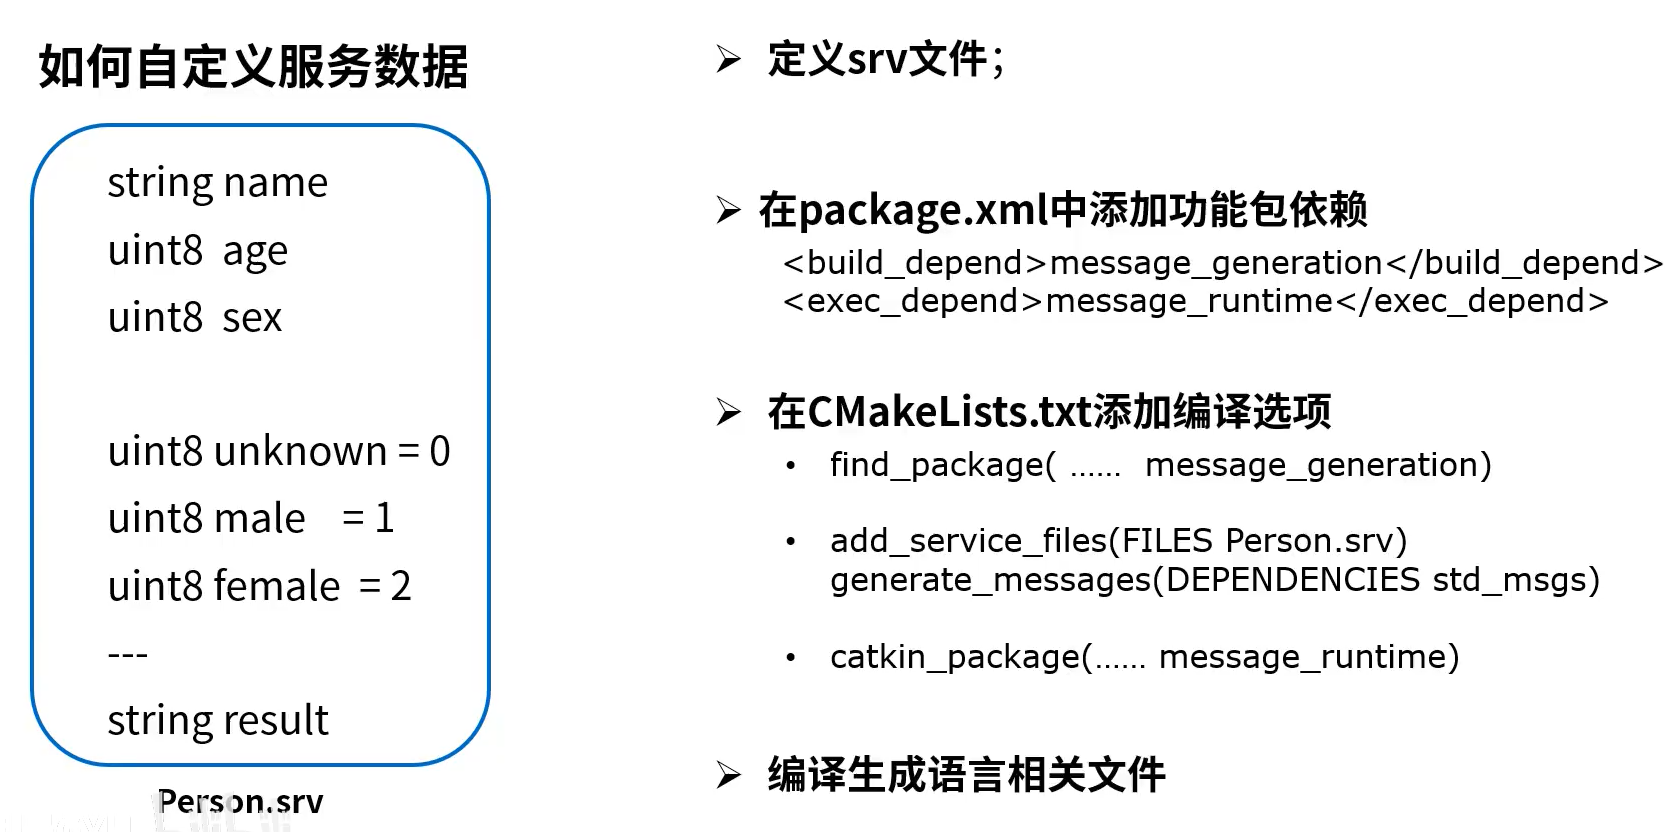 如何自定义服务数据
string name
uint8 age
uint8 sex
uint8 unknown = 0
uint8 male = 1
uint8 female = 2
---
string result
Person.srv
➢ 定义srv文件；
➢ 在package.xml中添加功能包依赖
<build_depend>message_generation</build_depend>
<exec_depend>message_runtime</exec_depend>
➢ 在CMakeLists.txt添加编译选项
• find_package( …… message_generation)
• add_service_files(FILES Person.srv)
generate_messages(DEPENDENCIES std_msgs)
• catkin_package(…… message_runtime)
➢ 编译生成语言相关文件